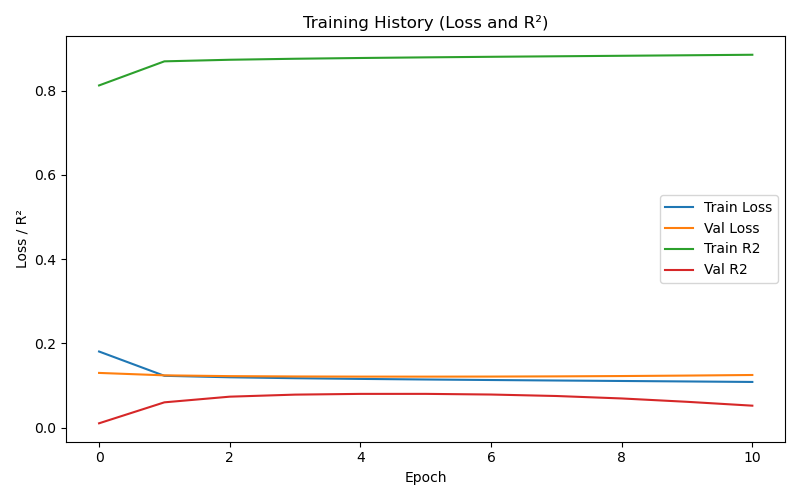 Training History (Loss and R²)
Loss / R²
0.8
0.6
0.4
0.2
0.0
Train Loss
Val Loss
Train R2
Val R2
0 2 4 6 8 10
Epoch